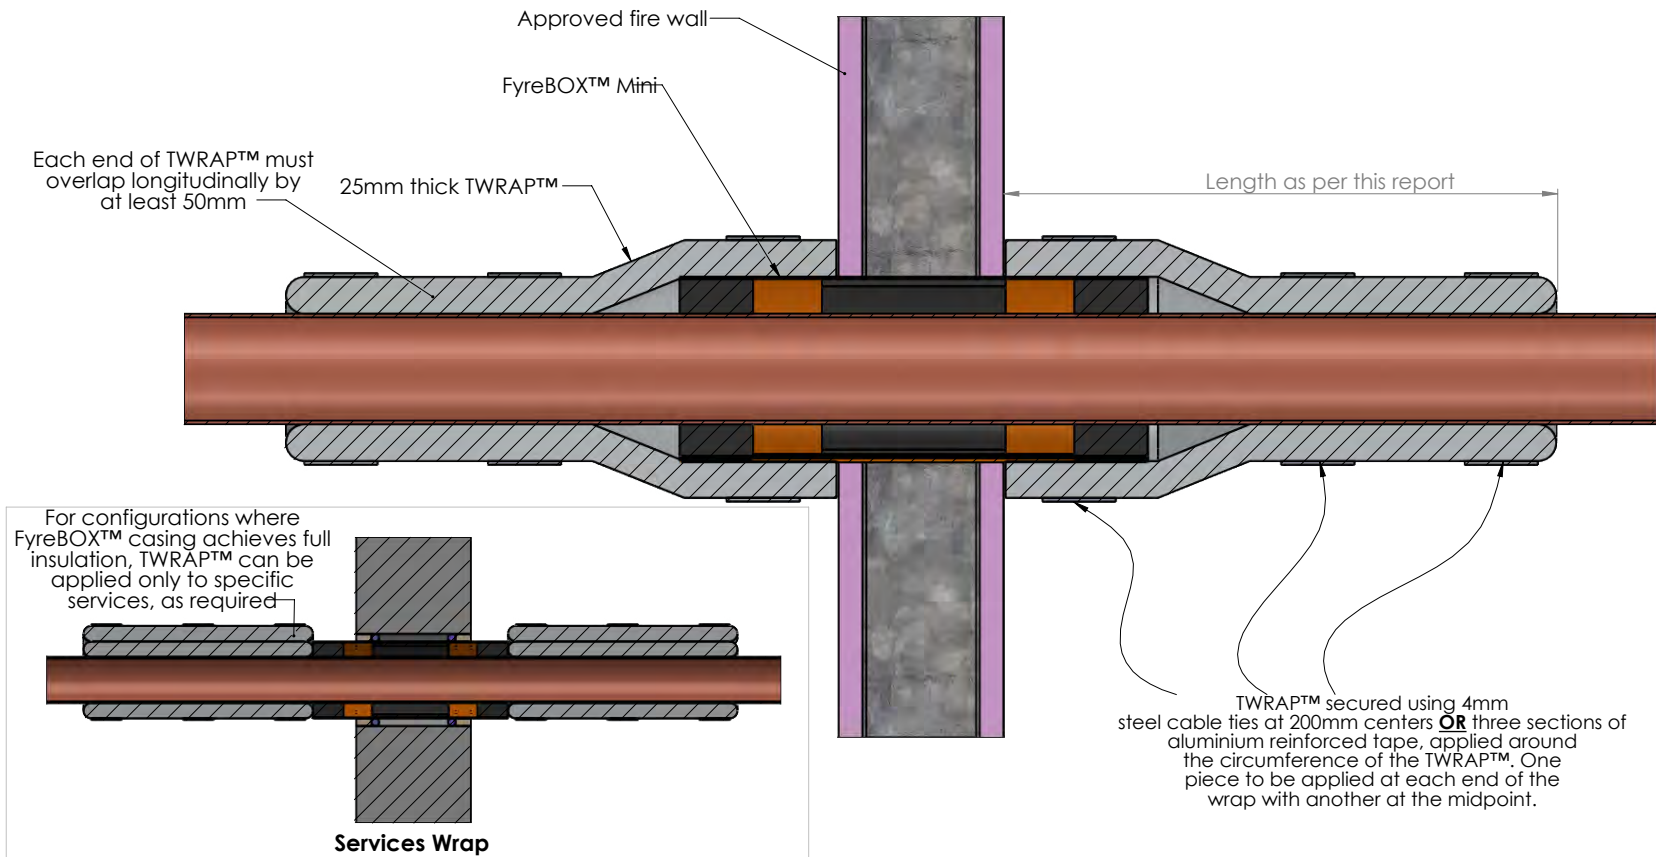 Approved fire wall
FyreBOX™ Mini
Each end of TWRAP™ must
overlap longitudinally by
at least 50mm
25mm thick TWRAP™
Length as per this report
For configurations where
FyreBOX™ casing achieves full
insulation, TWRAP™ can be
applied only to specific
services, as required
Services Wrap
TWRAP™ secured using 4mm
steel cable ties at 200mm centers OR three sections of
aluminium reinforced tape, applied around
the circumference of the TWRAP™. One
piece to be applied at each end of the
wrap with another at the midpoint.